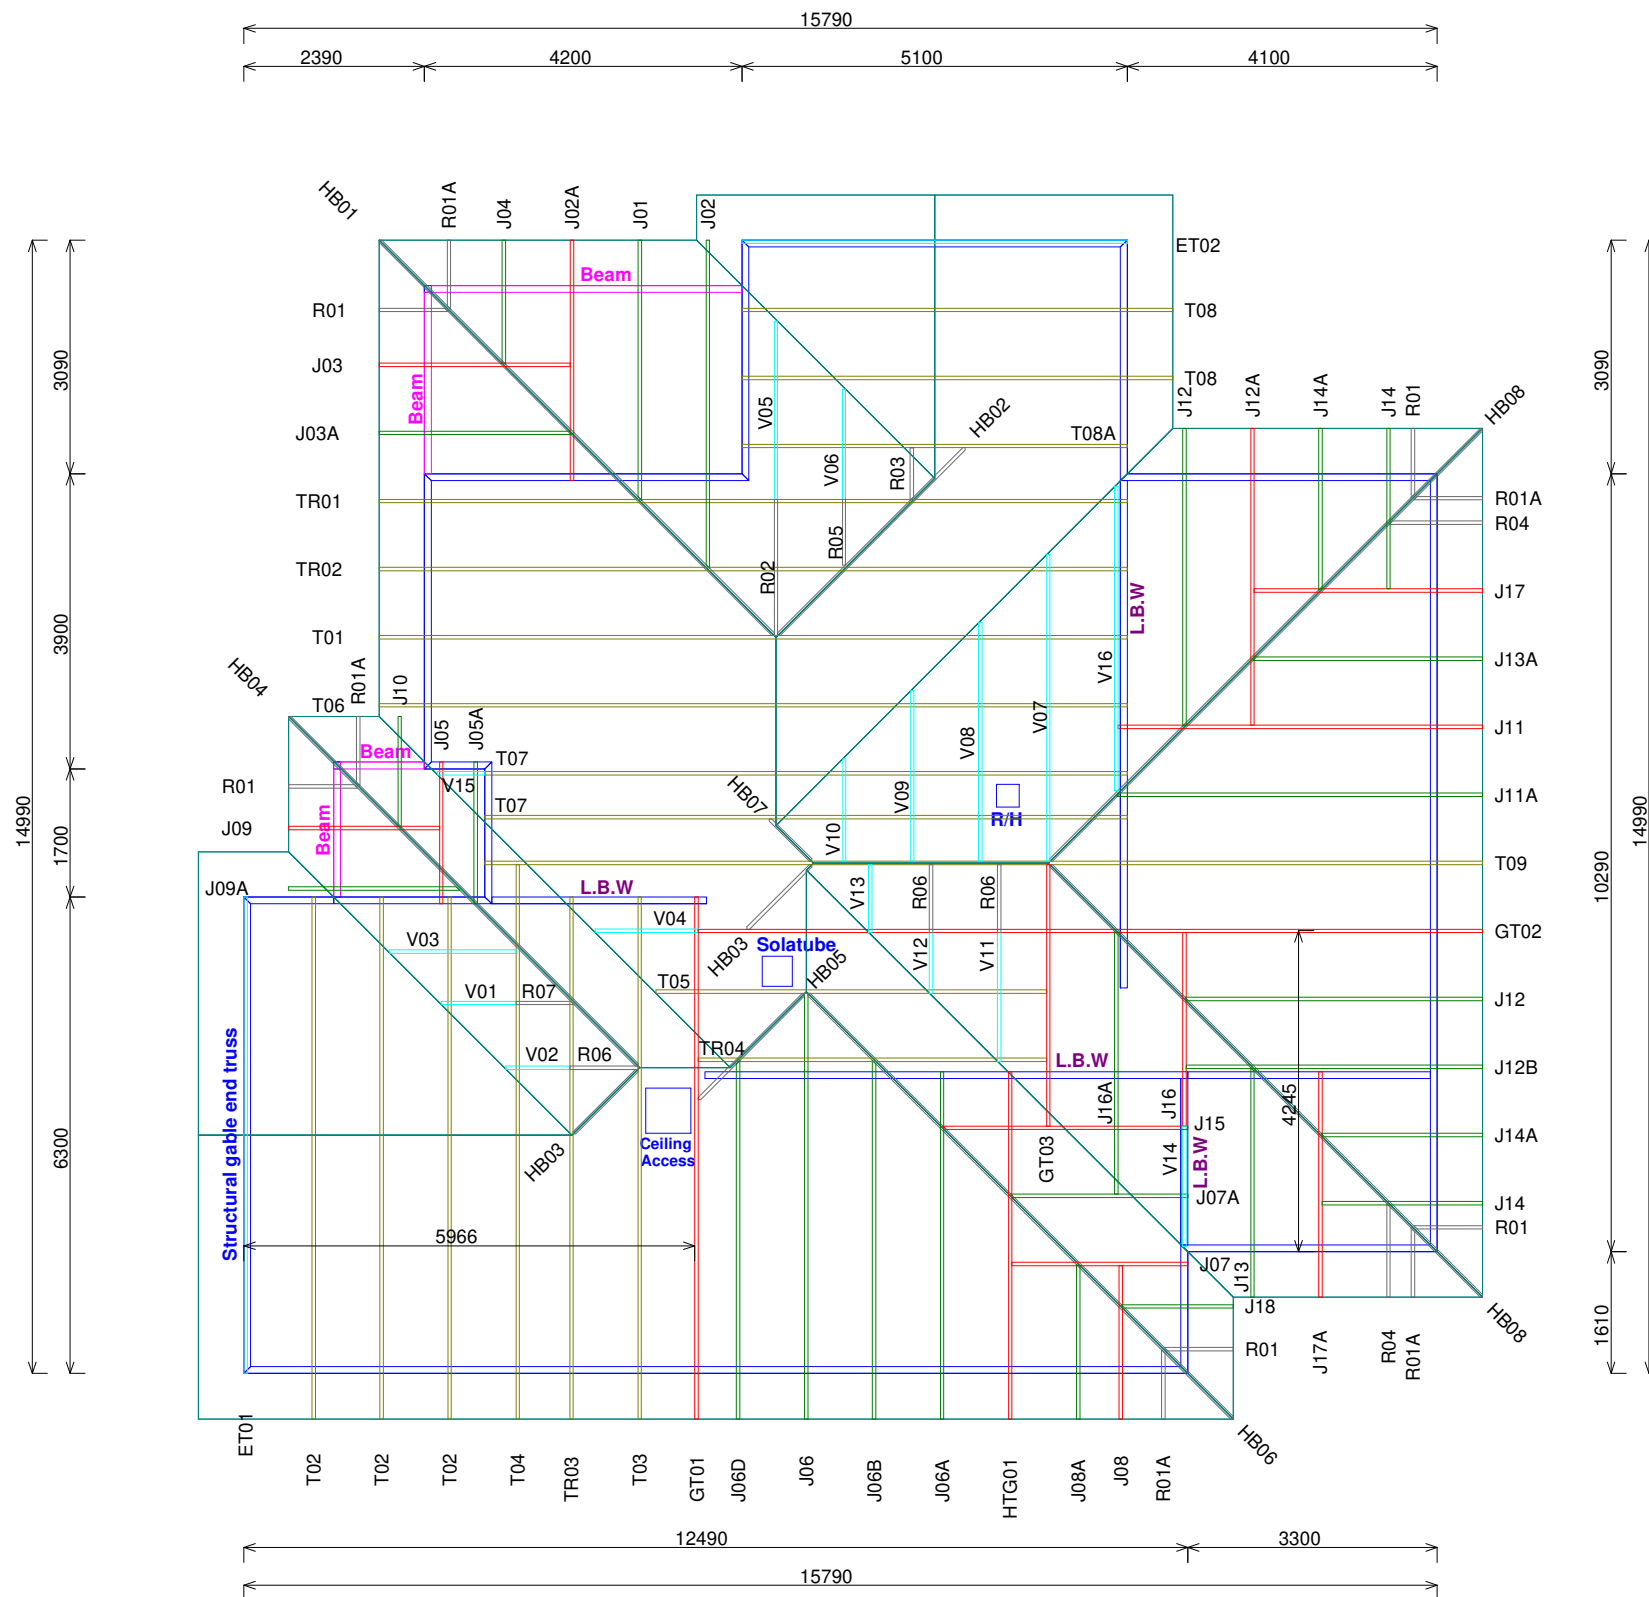 15790
2390
4200
5100
4100
HB01
R01A
J04
J02A
J01
J02
ET02
Beam
R01
T08
J03
T08
3090
3090
Beam
V05
J12
J12A
J14A
J14
R01
HB08
J03A
HB02
T08A
V06
R03
TR01
R01A
R04
R05
TR02
R02
J17
L.B.W
3900
T01
V16
J13A
HB04
R01A
J10
T06
J05
J05A
V07
J11
V08
Beam
T07
R01
V15
HB07
T07
J11A
14990
14990
V09
R/H
J09
Beam
V10
1700
T09
J09A
L.B.W
V13
R06
R06
10290
V04
GT02
V03
HB03
Solatube
V12
V11
T05
HB05
V01
R07
J12
TR04
V02
R06
L.B.W
J12B
Structural gable end truss
J16A
J16
4245
6300
HB03
Ceiling
Access
GT03
J15
V14
L.B.W
J14A
J07A
J14
R01
5966
J07
J13
J18
HB08
1610
R01
J17A
R04
R01A
ET01
HB06
T02
T02
T02
T04
TR03
T03
GT01
J06D
J06
J06B
J06A
HTG01
J08A
J08
R01A
12490
3300
15790